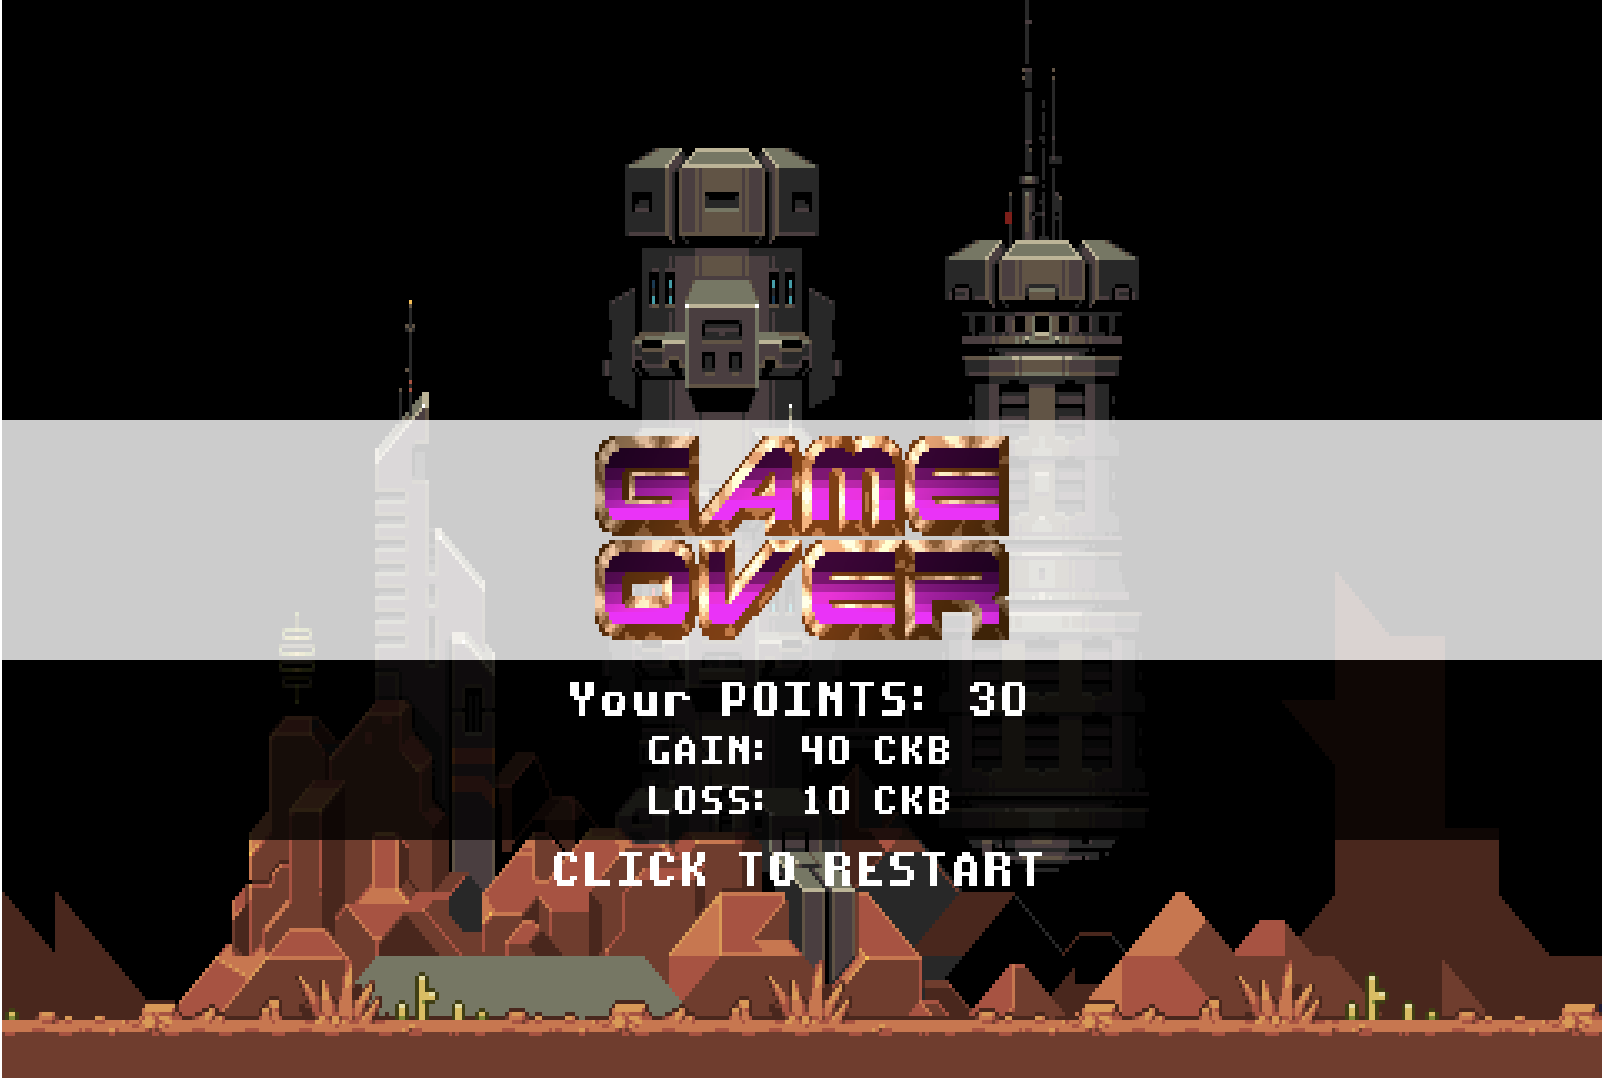 GAME
OVER
Your POINTS: 30
GAIN: 40 CKB
LOSS: 10 CKB
CLICK TO RESTART